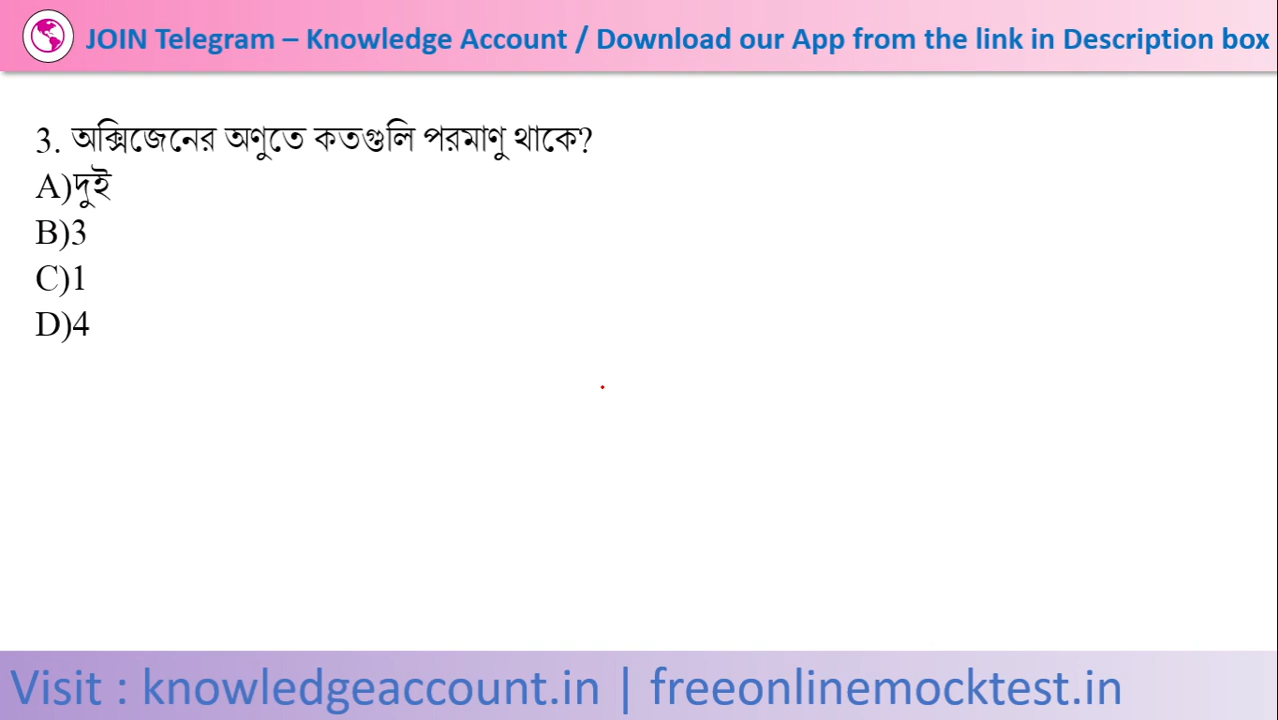 JOIN Telegram – Knowledge Account / Download our App from the link in Description box
3. অক্সিজেনের অণুতে কতগুলি পরমাণু থাকে?
A)দুই
B)3
C)1
D)4
Visit : knowledgeaccount.in | freeonlinemocktest.in